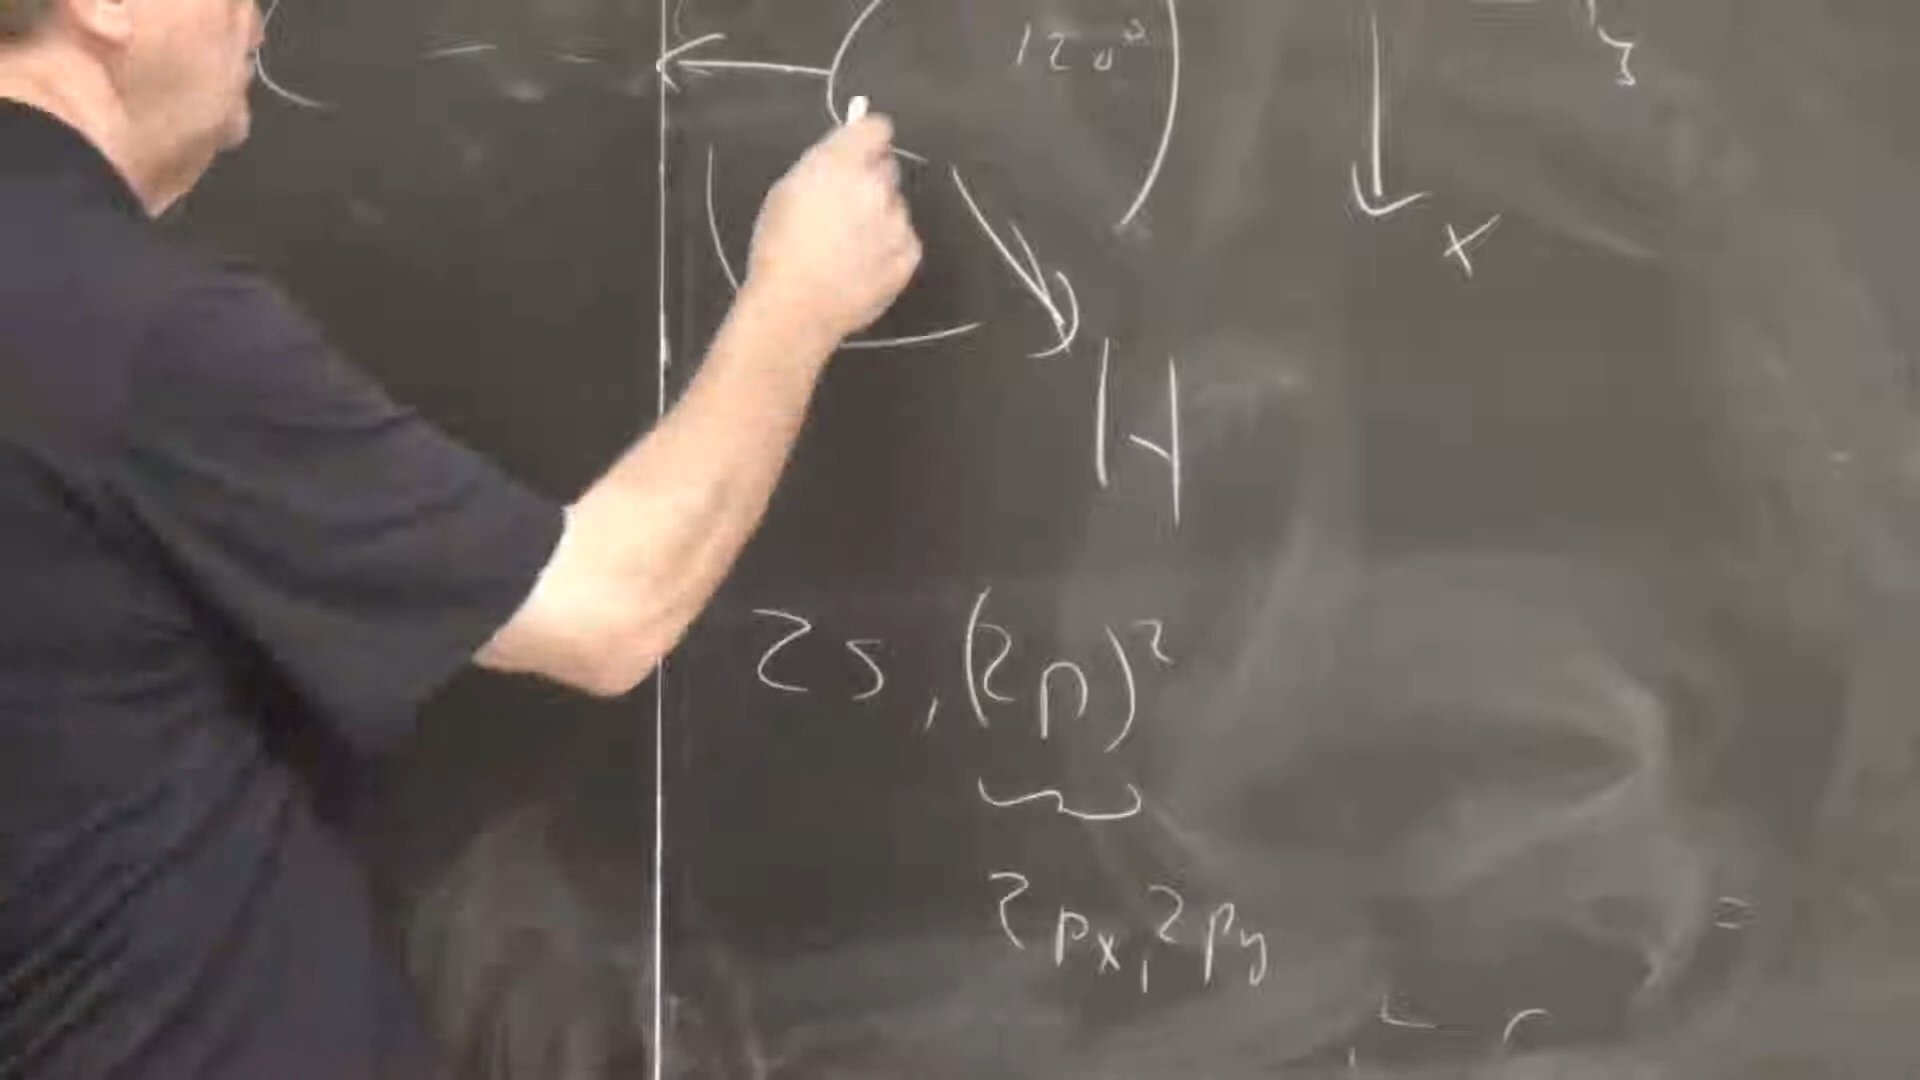 120°
x
H
2s, (2p)²
2px, 2py
=